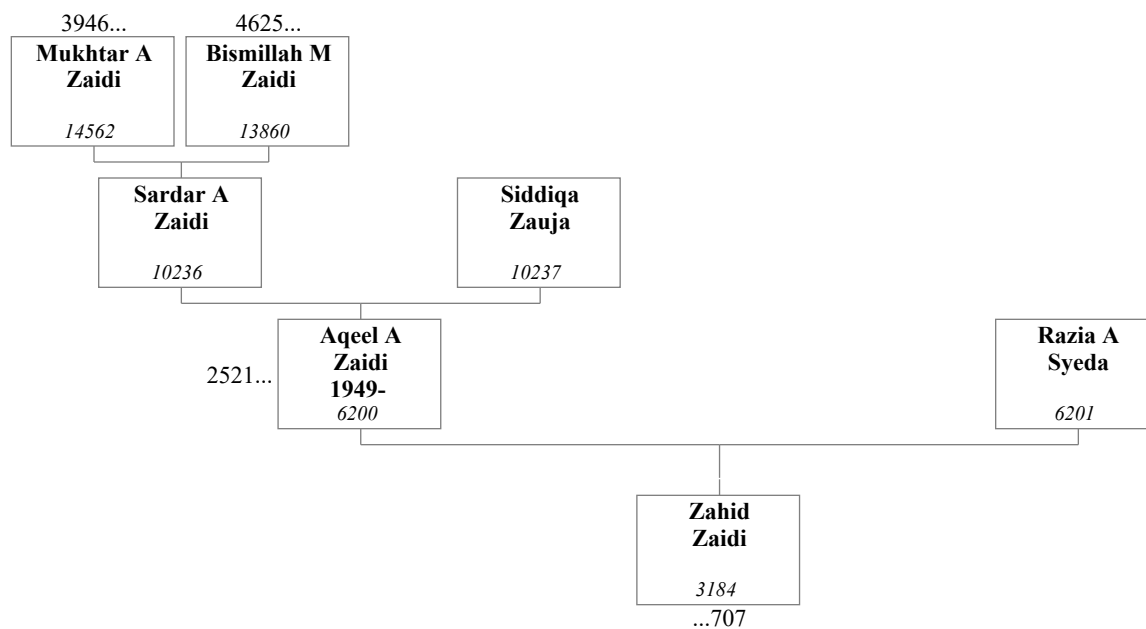 3946...
4625...
Mukhtar A
Zaidi
14562
Bismillah M
Zaidi
13860
Sardar A
Zaidi
10236
Siddiqa
Zauja
10237
2521...
Aqeel A
Zaidi
1949-
6200
Razia A
Syeda
6201
Zahid
Zaidi
3184
...707